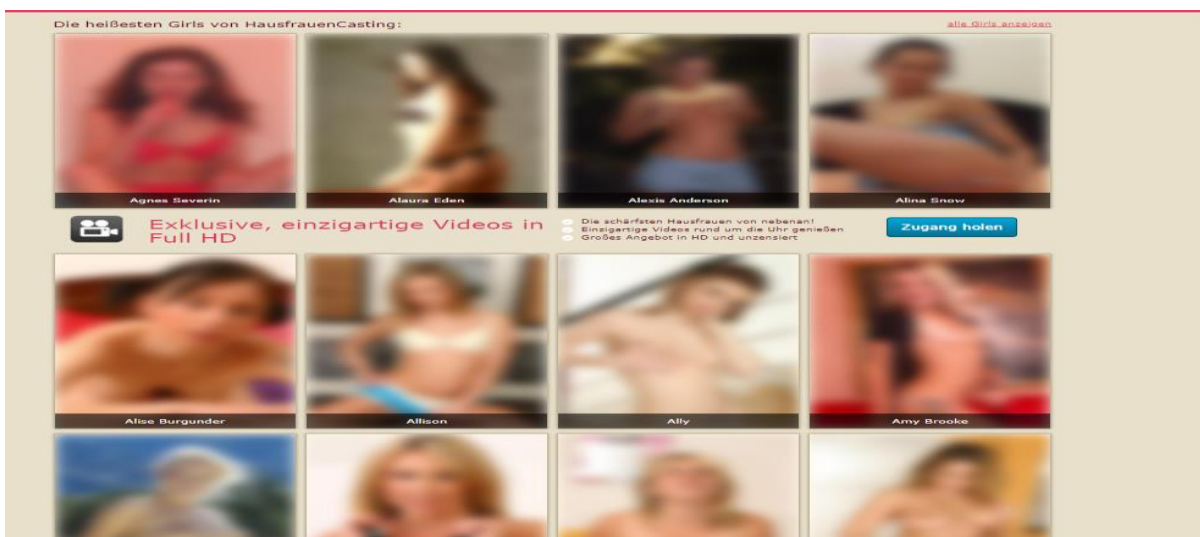 Die heißesten Girls von HausfrauenCasting:
alle Girls anzeigen
Agnes Severin
Alaura Eden
Alexis Anderson
Alina Snow
Exklusive, einzigartige Videos in
Full HD
Die schärfsten Hausfrauen von nebenan!
Einzigartige Videos rund um die Uhr genießen
Großes Angebot in HD und unzensiert
Zugang holen
Alise Burgunder
Allison
Ally
Amy Brooke